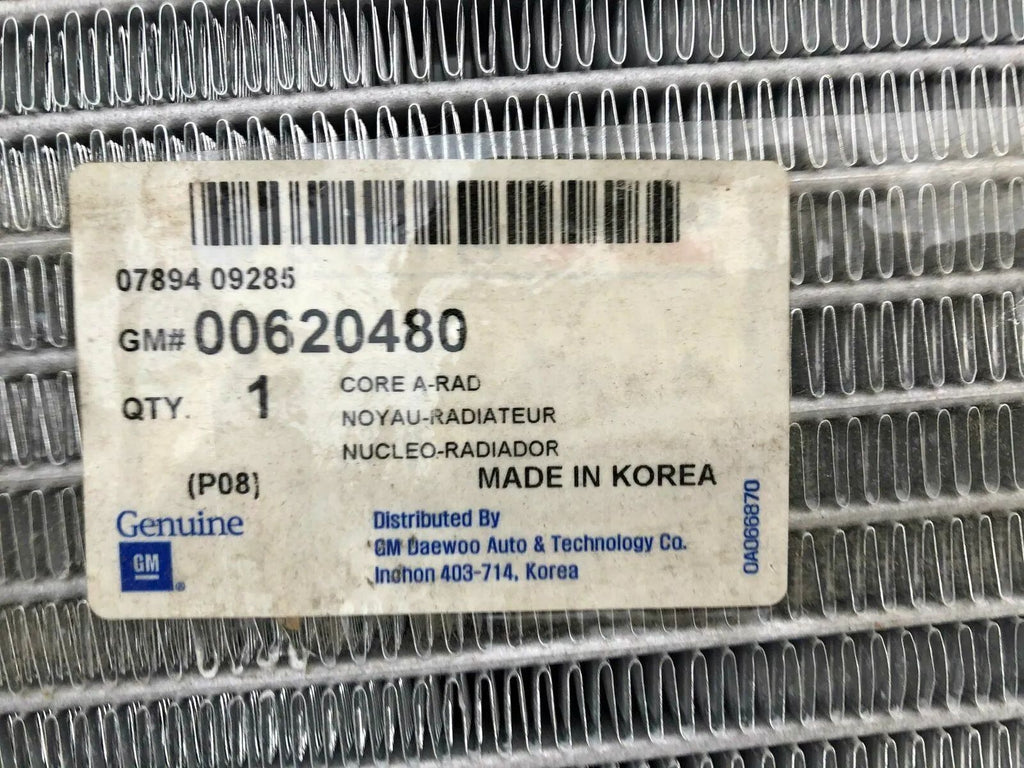 07894 09285
GM# 00620480
QTY. 1
CORE A-RAD
NOYAU-RADIATEUR
NUCLEO-RADIADOR
(P08)
MADE IN KOREA
Genuine
GM
®
Distributed By
GM Daewoo Auto & Technology Co.
Inchon 403-714, Korea
0A066870